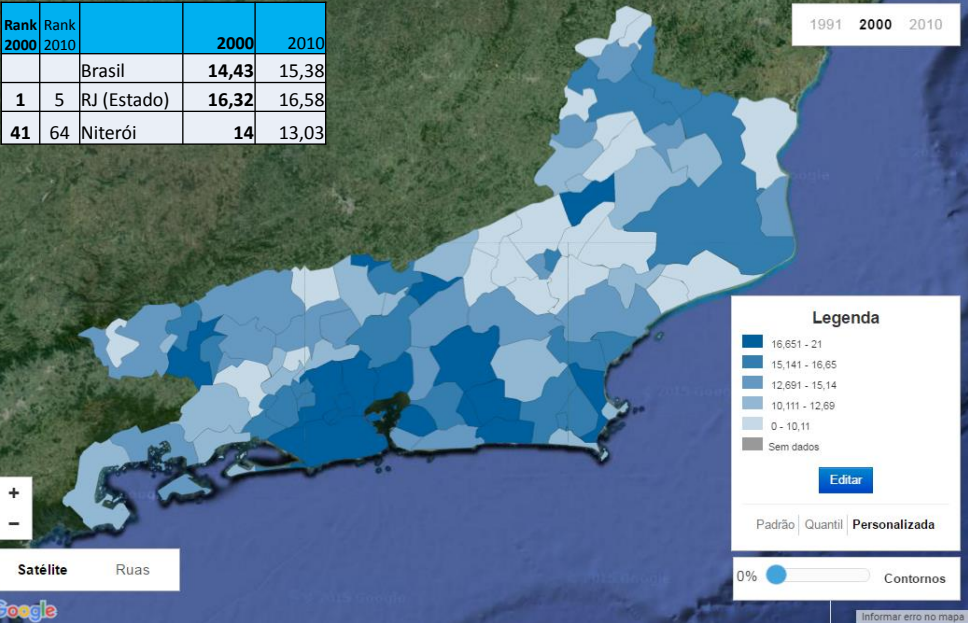 Rank Rank
2000 2010 2000 2010
Brasil 14,43 15,38
1 5 RJ (Estado) 16,32 16,58
41 64 Niterói 14 13,03
1991 2000 2010
Legenda
16,651 - 21
15,141 - 16,65
12,691 - 15,14
10,111 - 12,69
0 - 10,11
Sem dados
Editar
Padrão Quantil Personalizada
+
−
Satélite Ruas
0% Contornos
Google
Informar erro no mapa